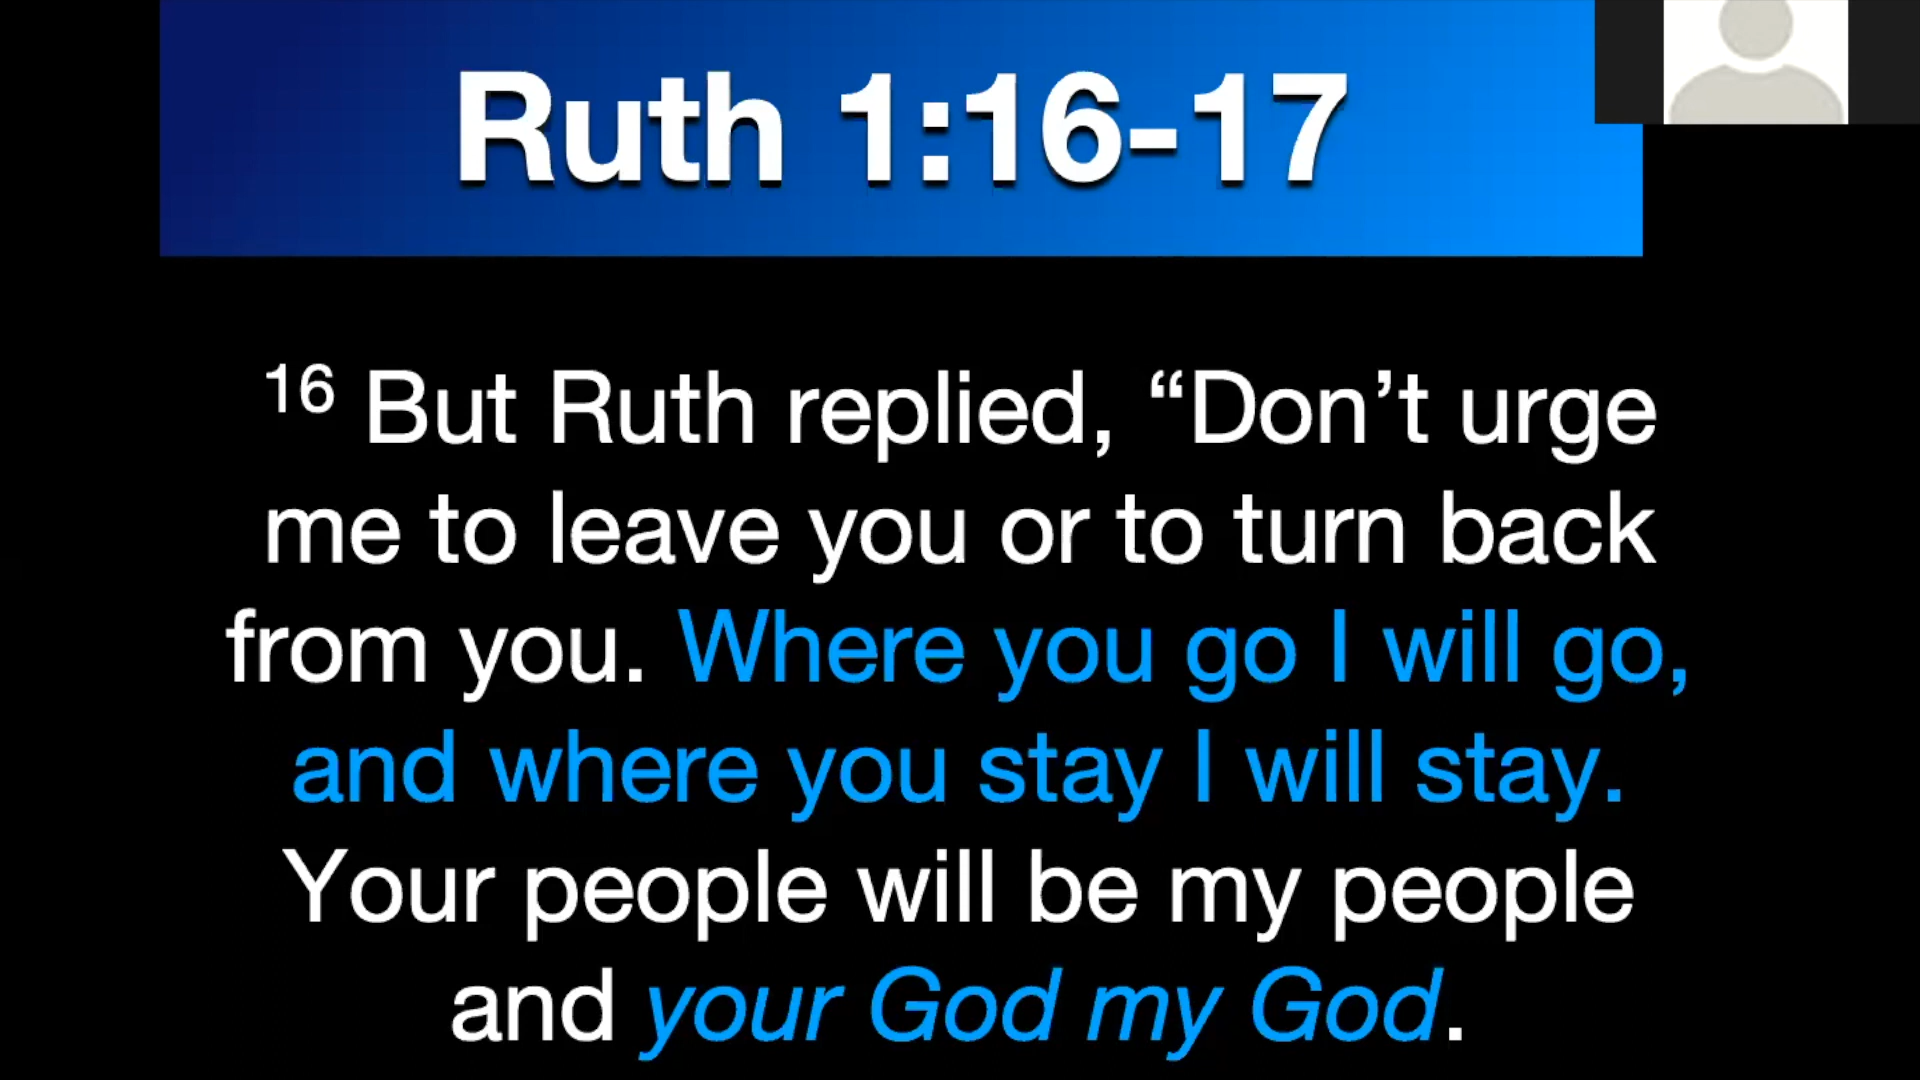 Ruth 1:16-17
16 But Ruth replied, “Don’t urge
me to leave you or to turn back
from you. Where you go I will go,
and where you stay I will stay.
Your people will be my people
and your God my God.